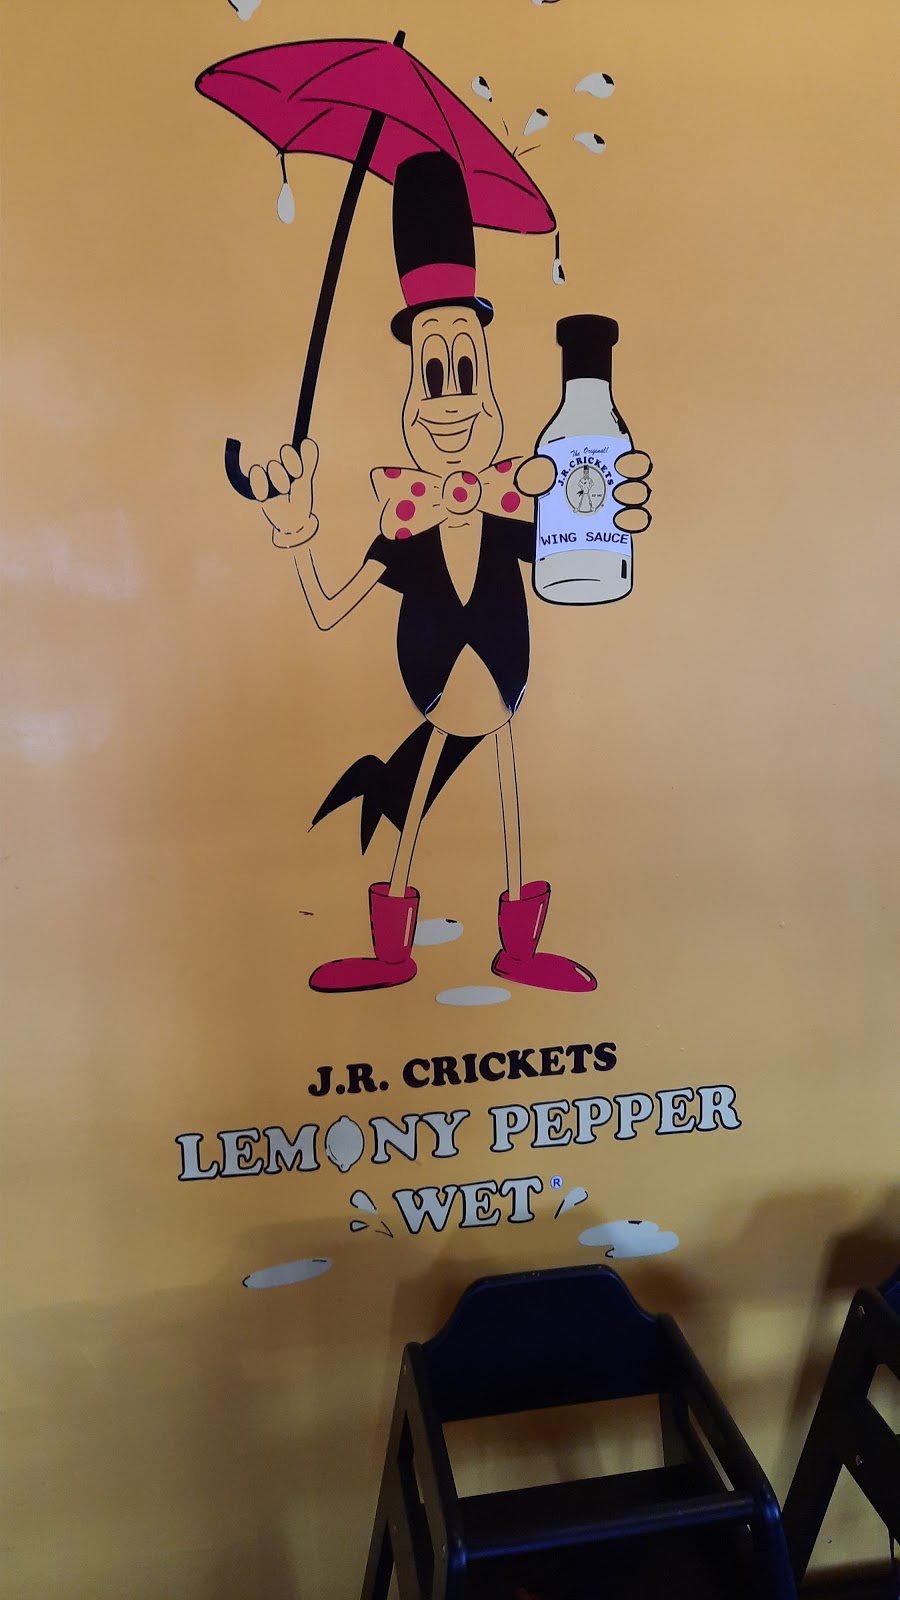 The Original!
J.R. CRICKETS
WING SAUCE
J.R. CRICKETS
LEMONY PEPPER
WET®